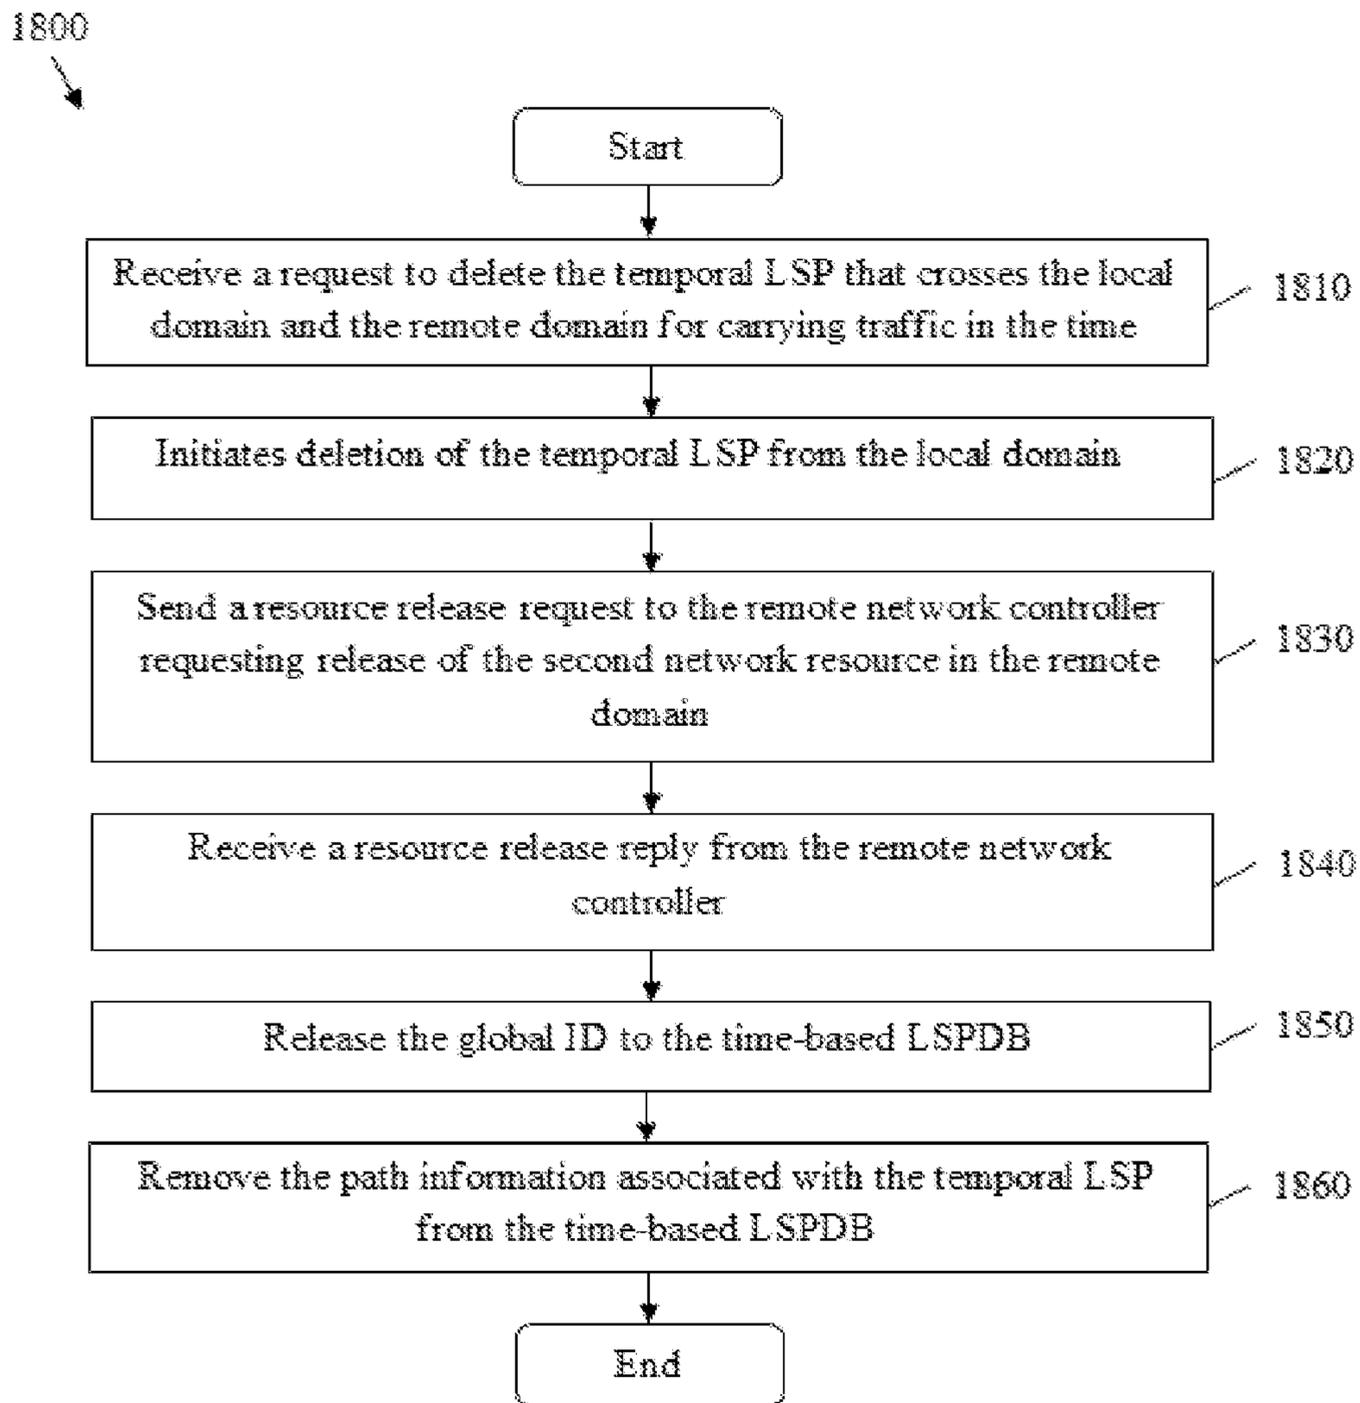 1800
Start
Receive a request to delete the temporal LSP that crosses the local
domain and the remote domain for carrying traffic in the time
1810
Initiates deletion of the temporal LSP from the local domain
1820
Send a resource release request to the remote network controller
requesting release of the second network resource in the remote
domain
1830
Receive a resource release reply from the remote network
controller
1840
Release the global ID to the time-based LSPDB
1850
Remove the path information associated with the temporal LSP
from the time-based LSPDB
1860
End